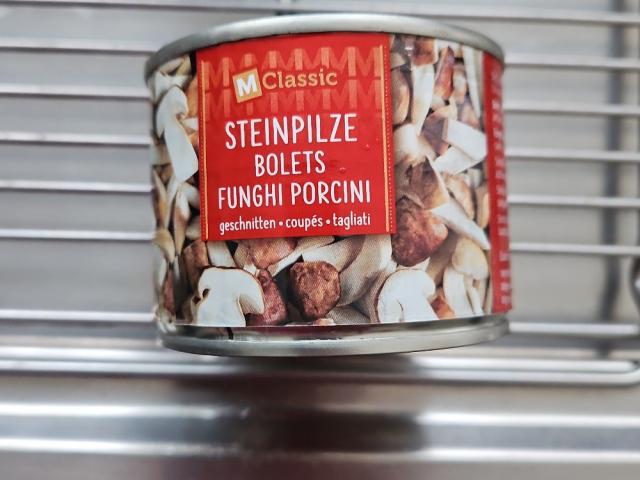 M Classic
STEINPILZE
BOLETS
FUNGHI PORCINI
geschnitten • coupés • tagliati